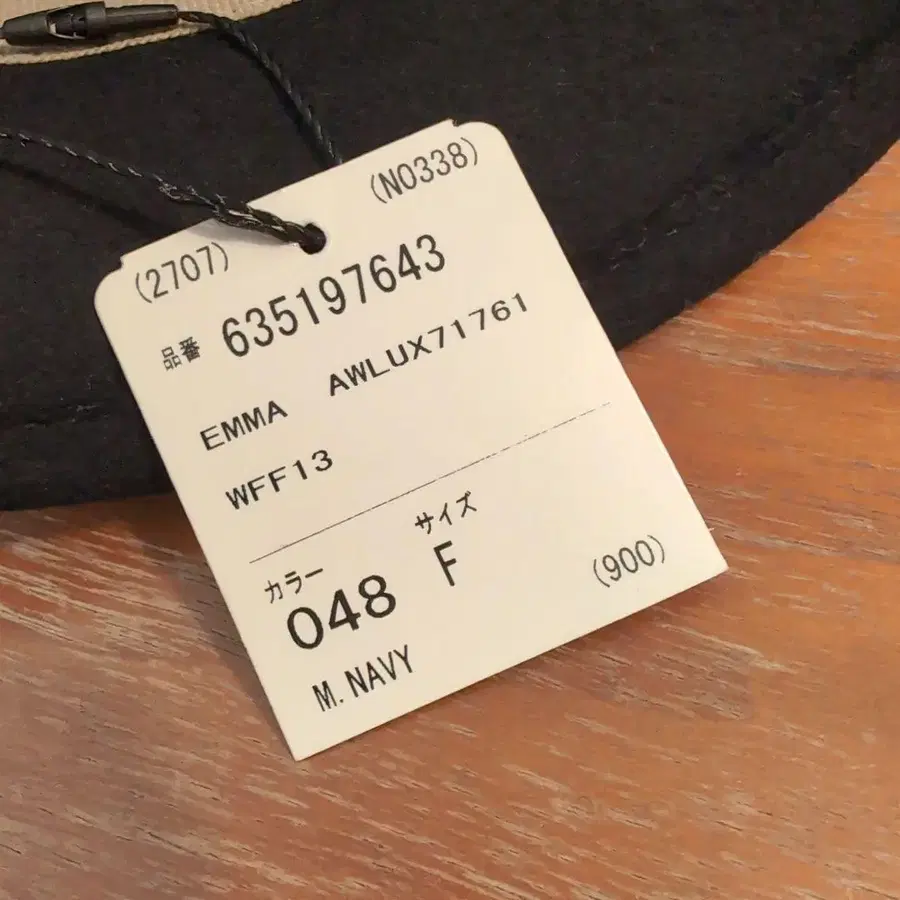 (2707) (N0338)
品番 635197643
EMMA AWLUX71761
WFF13
カラー サイズ
048 F (900)
M. NAVY